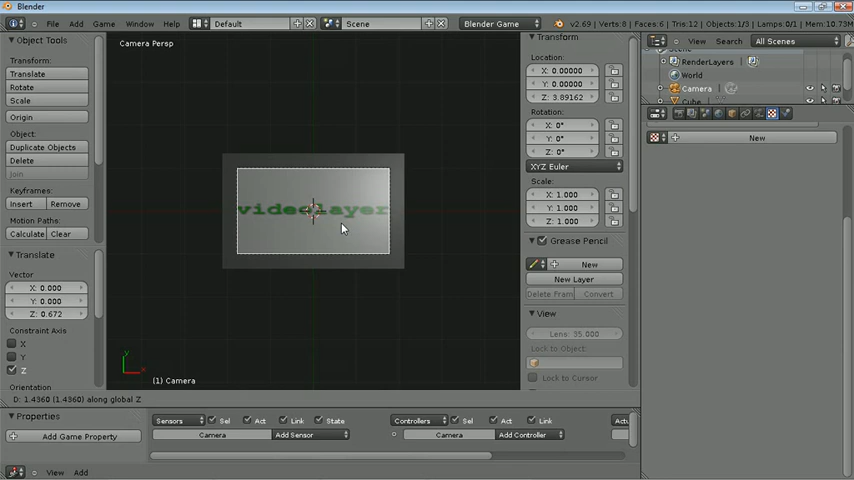 Blender
File Add Game Window Help Default Scene Blender Game v2.69 | Verts:8 | Faces:6 | Tris:12 | Objects:1/3 | Lamps:0/1 | Mem:10.73M
Object Tools
Transform:
Translate
Rotate
Scale
Origin
Object:
Duplicate Objects
Delete
Join
Keyframes:
Insert Remove
Motion Paths:
Calculate Clear
Translate
Vector
X: 0.000
Y: 0.000
Z: 0.672
Constraint Axis
X
Y
Z
Orientation
Camera Persp
videolayer
y
x
(1) Camera
D: 1.4360 (1.4360) along global Z
Transform
Location:
X: 0.00000
Y: 0.00000
Z: 3.89162
Rotation:
X: 0°
Y: 0°
Z: 0°
XYZ Euler
Scale:
X: 1.000
Y: 1.000
Z: 1.000
Grease Pencil
New
New Layer
Delete Fram Convert
View
Lens: 35.000
Lock to Object:
Lock to Cursor
View Search All Scenes
RenderLayers
World
Camera
Cube
New
Properties
Add Game Property
Sensors Sel Act Link State
Camera Add Sensor
Controllers Sel Act Link
Camera Add Controller
Actu
View Add